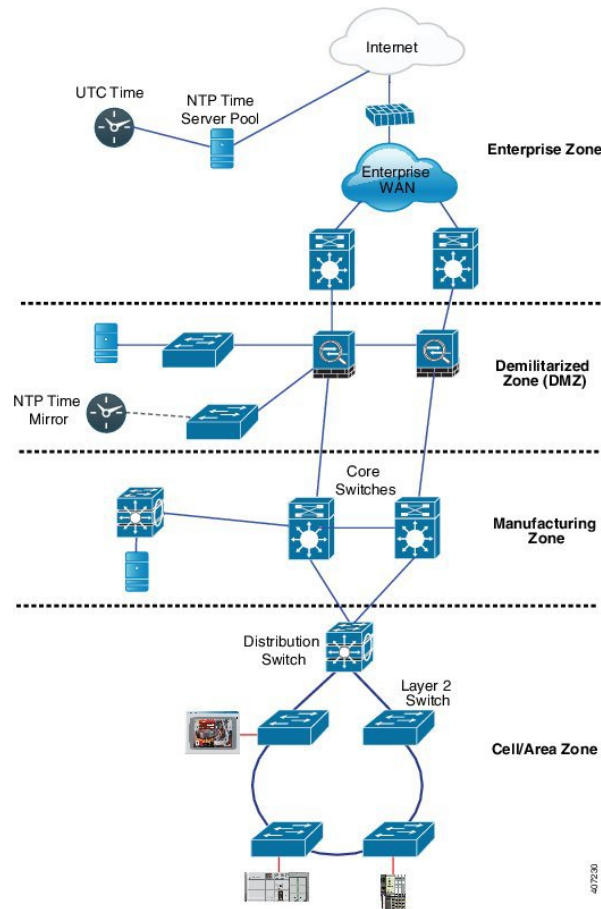 Internet
UTC Time
NTP Time
Server Pool
Enterprise Zone
Enterprise
WAN
Demilitarized
Zone (DMZ)
NTP Time
Mirror
Core
Switches
Manufacturing
Zone
Distribution
Switch
Layer 2
Switch
Cell/Area Zone
407230